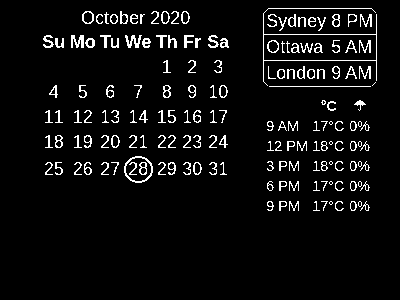 October 2020
Su Mo Tu We Th Fr Sa
1 2 3
4 5 6 7 8 9 10
11 12 13 14 15 16 17
18 19 20 21 22 23 24
25 26 27 28 29 30 31
Sydney 8 PM
Ottawa 5 AM
London 9 AM
°C ☂
9 AM 17°C 0%
12 PM 18°C 0%
3 PM 18°C 0%
6 PM 17°C 0%
9 PM 17°C 0%